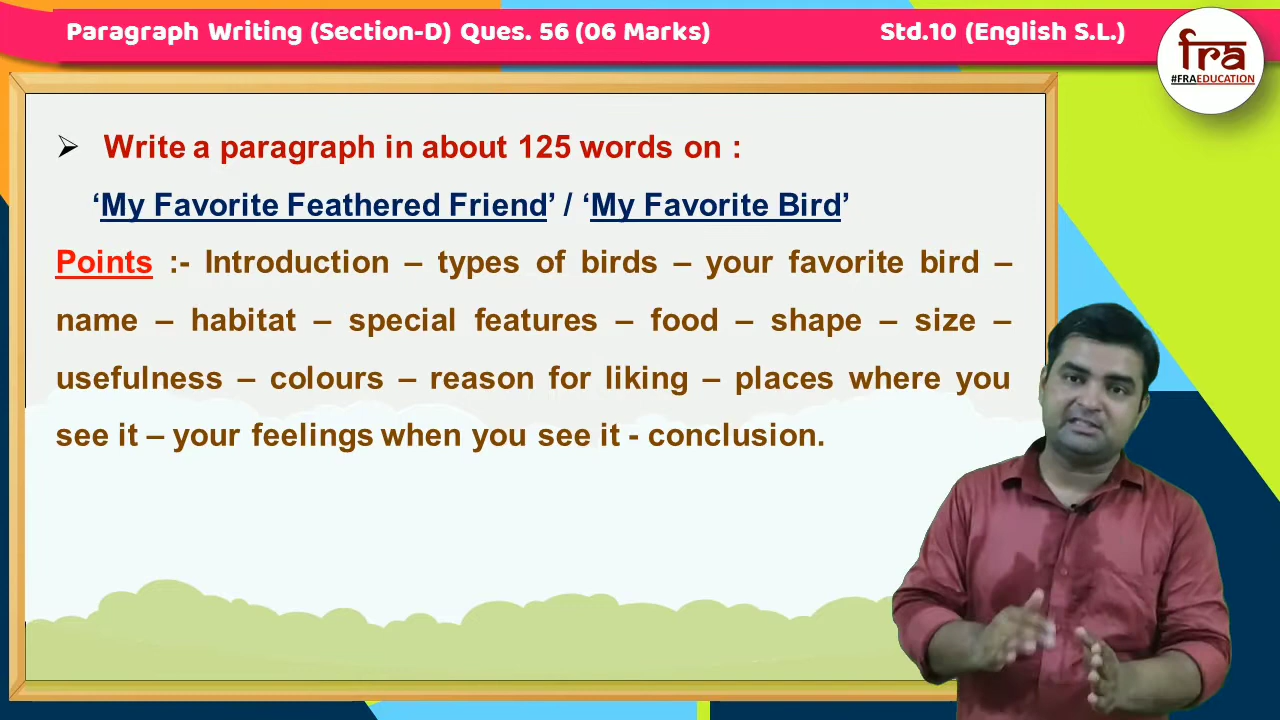 Paragraph Writing (Section-D) Ques. 56 (06 Marks)
Std.10 (English S.L.)
fra
#FRAEDUCATION
➢ Write a paragraph in about 125 words on :
‘My Favorite Feathered Friend’ / ‘My Favorite Bird’
Points :- Introduction – types of birds – your favorite bird –
name – habitat – special features – food – shape – size –
usefulness – colours – reason for liking – places where you
see it – your feelings when you see it - conclusion.